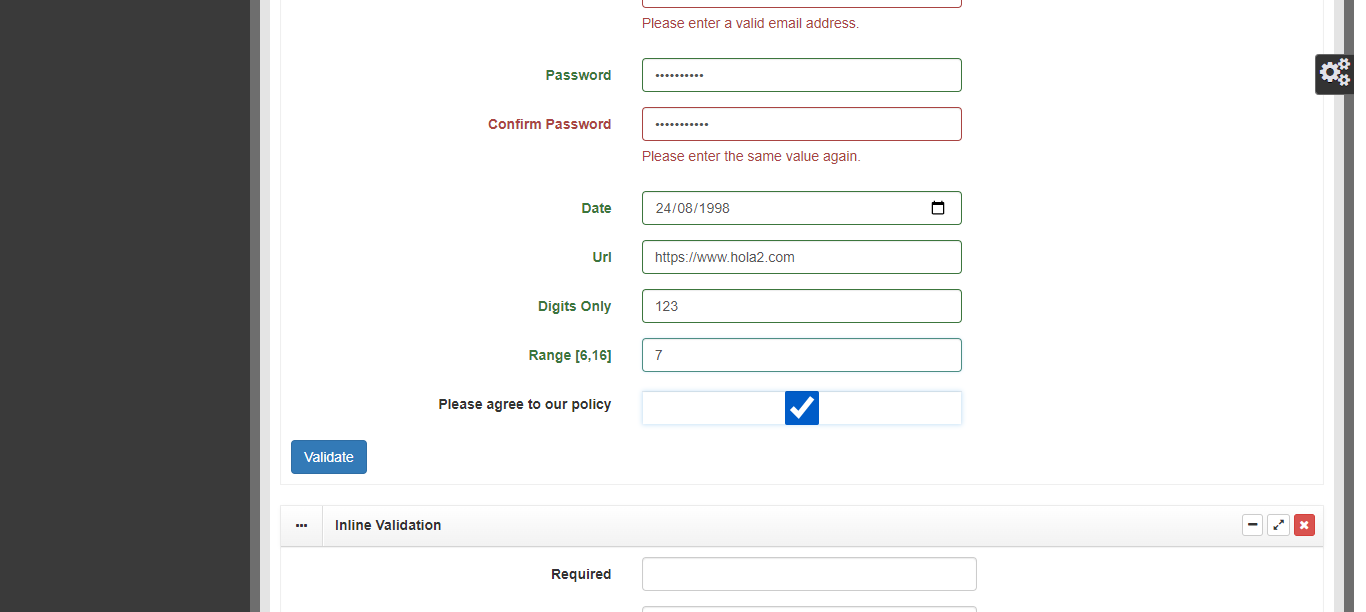 Please enter a valid email address.
Password
••••••••••
Confirm Password
•••••••••••
Please enter the same value again.
Date
24/08/1998
Url
https://www.hola2.com
Digits Only
123
Range [6,16]
7
Please agree to our policy
Validate
Inline Validation
Required